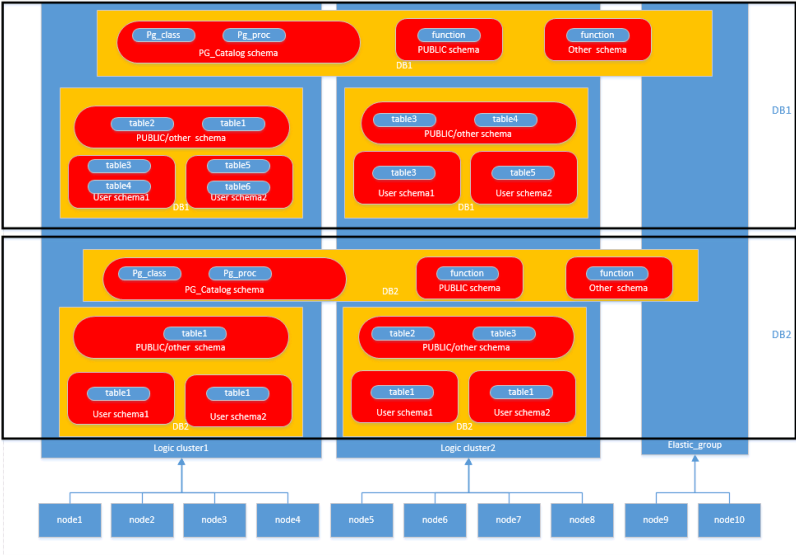 Pg_class
Pg_proc
PG_Catalog schema
function
PUBLIC schema
function
Other schema
DB1
DB1
table2
table1
PUBLIC/other schema
table3
table4
User schema1
table5
table6
User schema2
DB1
table3
table4
PUBLIC/other schema
table3
User schema1
table5
User schema2
DB1
Pg_class
Pg_proc
PG_Catalog schema
function
PUBLIC schema
function
Other schema
DB2
DB2
table1
PUBLIC/other schema
table1
User schema1
table1
User schema2
DB2
table2
table3
PUBLIC/other schema
table1
User schema1
table1
User schema2
DB2
Logic cluster1
Logic cluster2
Elastic_group
node1
node2
node3
node4
node5
node6
node7
node8
node9
node10